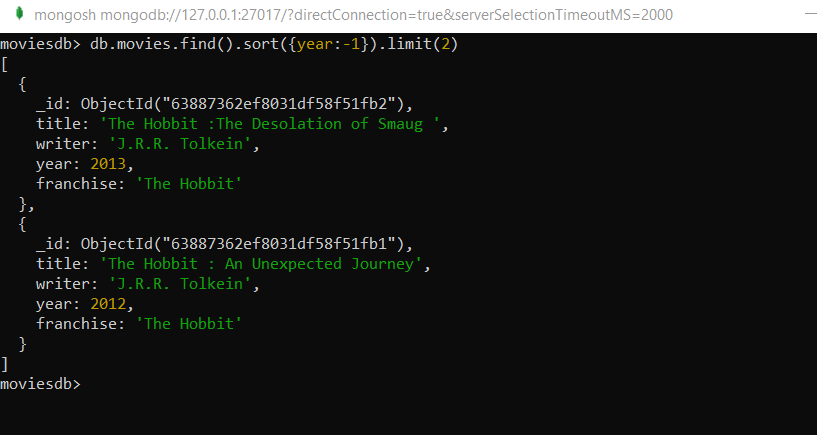 mongosh mongodb://127.0.0.1:27017/?directConnection=true&serverSelectionTimeoutMS=2000
moviesdb> db.movies.find().sort({year:-1}).limit(2)
[
  {
    _id: ObjectId("63887362ef8031df58f51fb2"),
    title: 'The Hobbit :The Desolation of Smaug ',
    writer: 'J.R.R. Tolkein',
    year: 2013,
    franchise: 'The Hobbit'
  },
  {
    _id: ObjectId("63887362ef8031df58f51fb1"),
    title: 'The Hobbit : An Unexpected Journey',
    writer: 'J.R.R. Tolkein',
    year: 2012,
    franchise: 'The Hobbit'
  }
]
moviesdb>